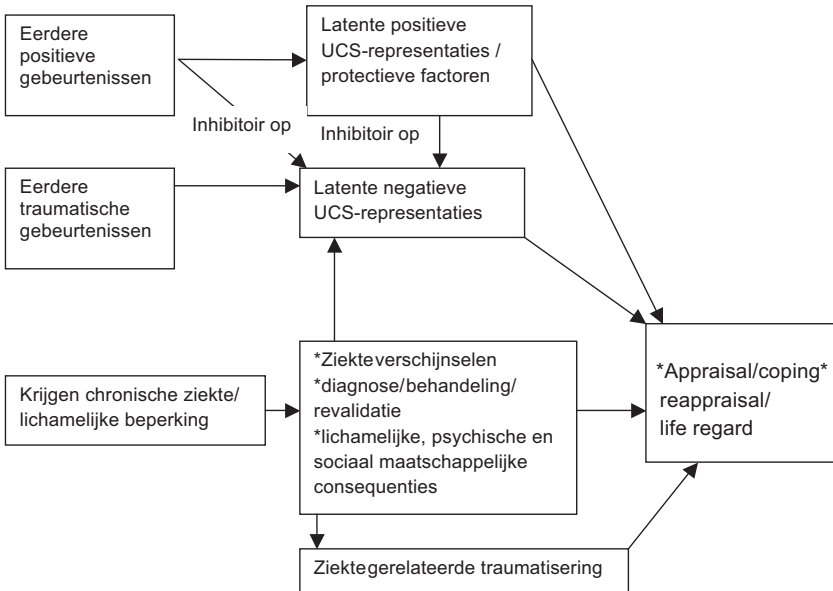 Eerdere
positieve
gebeurtenissen
Latente positieve
UCS-representaties /
protectieve factoren
Inhibitoir op
Inhibitoir op
Eerdere
traumatische
gebeurtenissen
Latente negatieve
UCS-representaties
Krijgen chronische ziekte/
lichamelijke beperking
*Ziekteverschijnselen
*diagnose/behandeling/
revalidatie
*lichamelijke, psychische en
sociaal maatschappelijke
consequenties
*Appraisal/coping*
reappraisal/
life regard
Ziektegerelateerde traumatisering